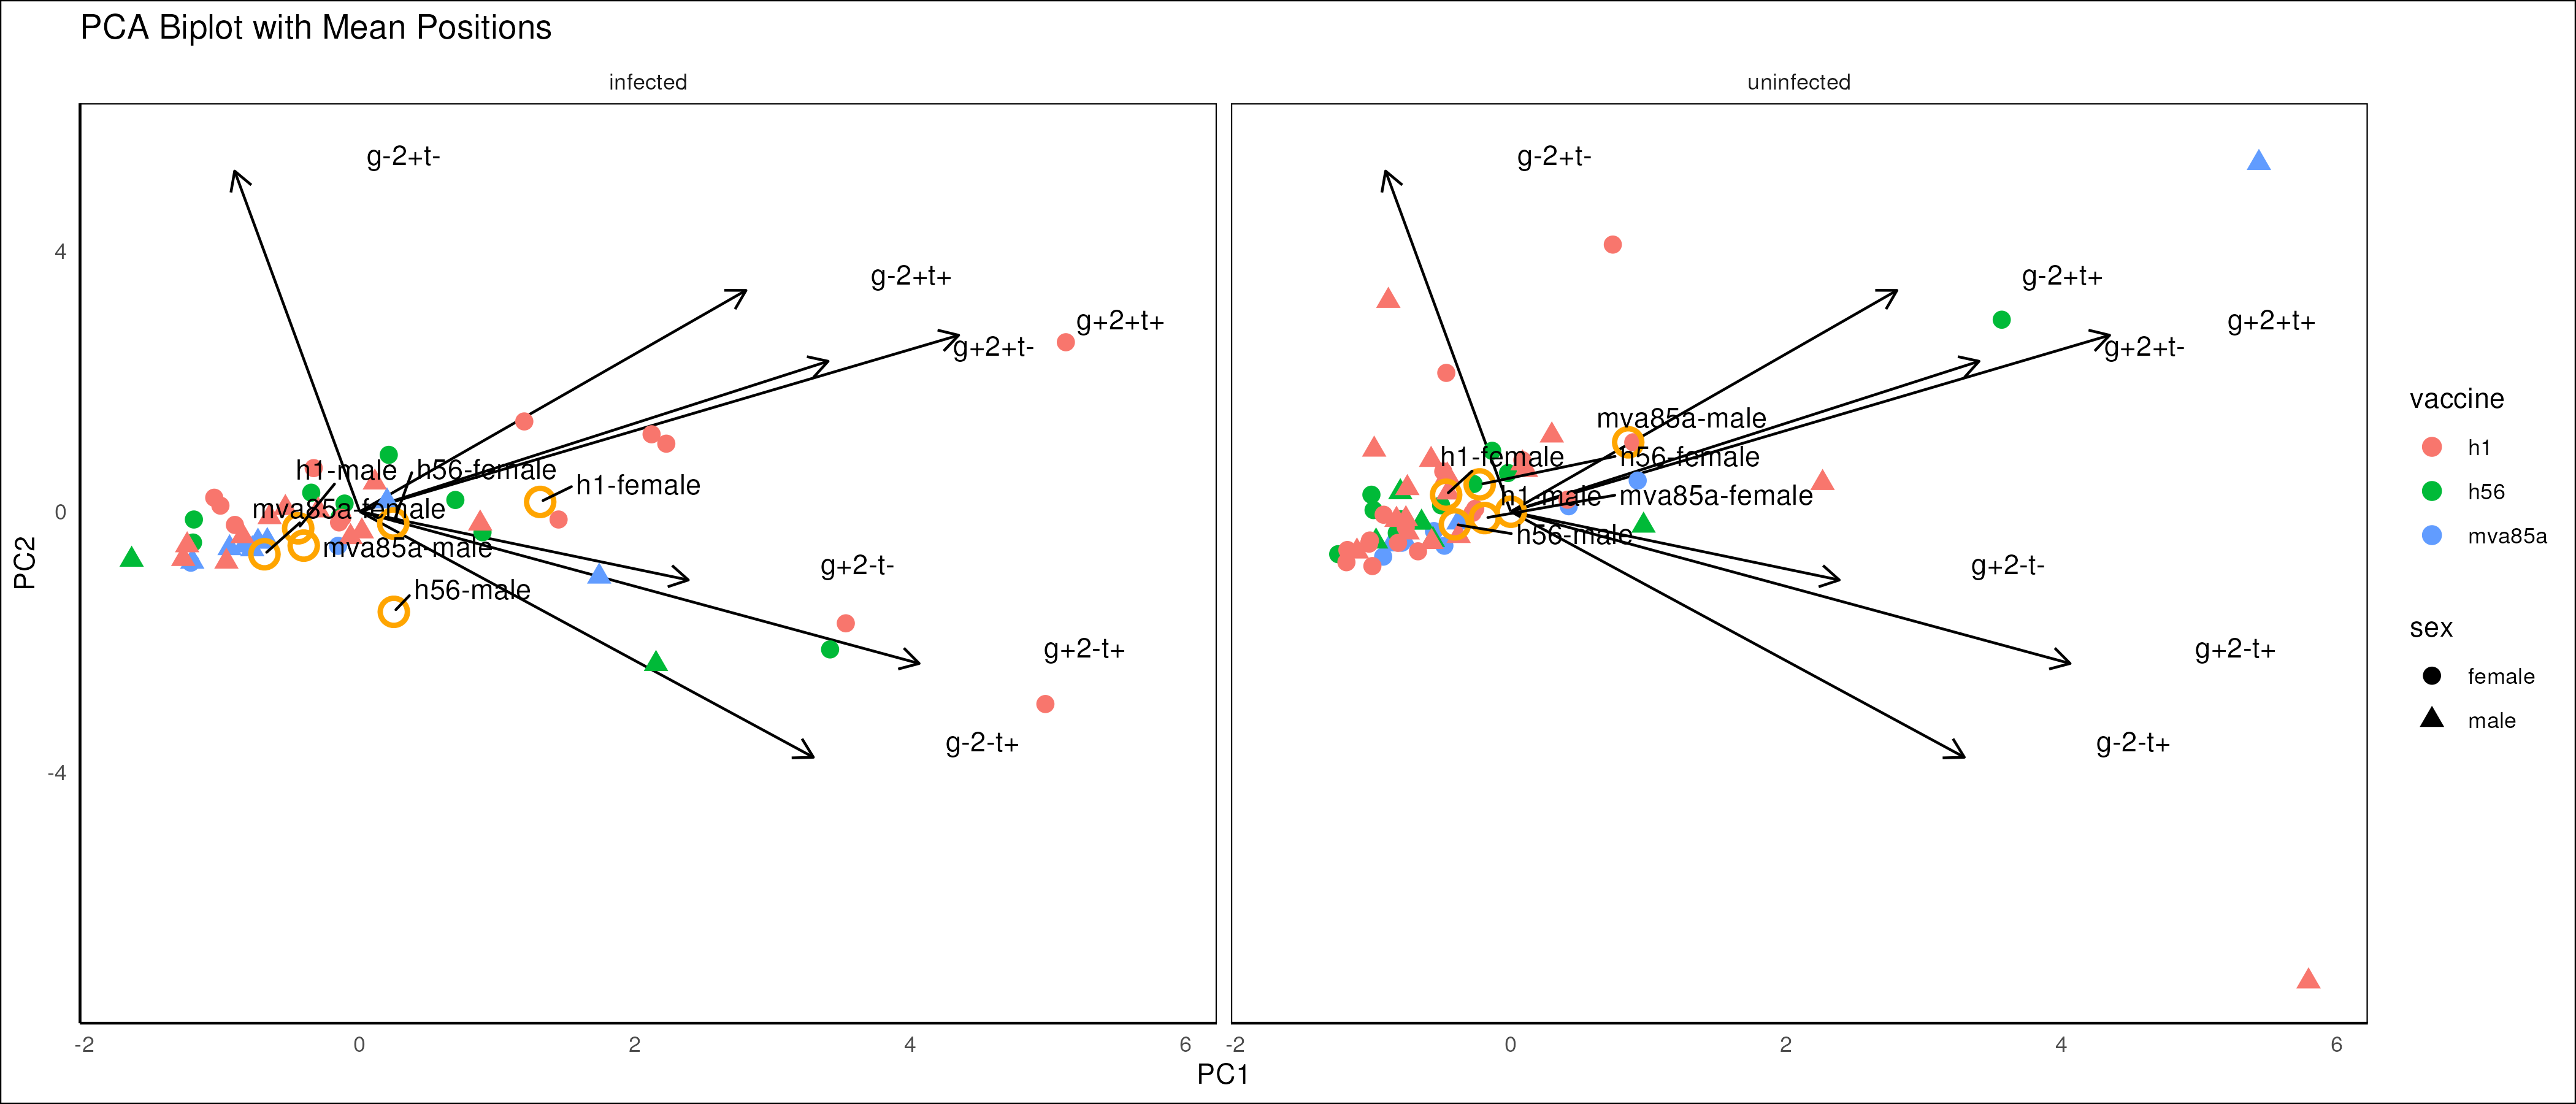 PCA Biplot with Mean Positions
infected
uninfected
g-2+t-
g-2+t+
g+2+t+
g+2+t-
h1-male
h56-female
h1-female
mva85a-female
mva85a-male
h56-male
g+2-t-
g+2-t+
g-2-t+
g-2+t-
g-2+t+
g+2+t+
g+2+t-
mva85a-male
h1-female
h56-female
h1-male
mva85a-female
h56-male
g+2-t-
g+2-t+
g-2-t+
4
0
-4
PC2
-2 0 2 4 6
-2 0 2 4 6
PC1
vaccine
h1
h56
mva85a
sex
female
male